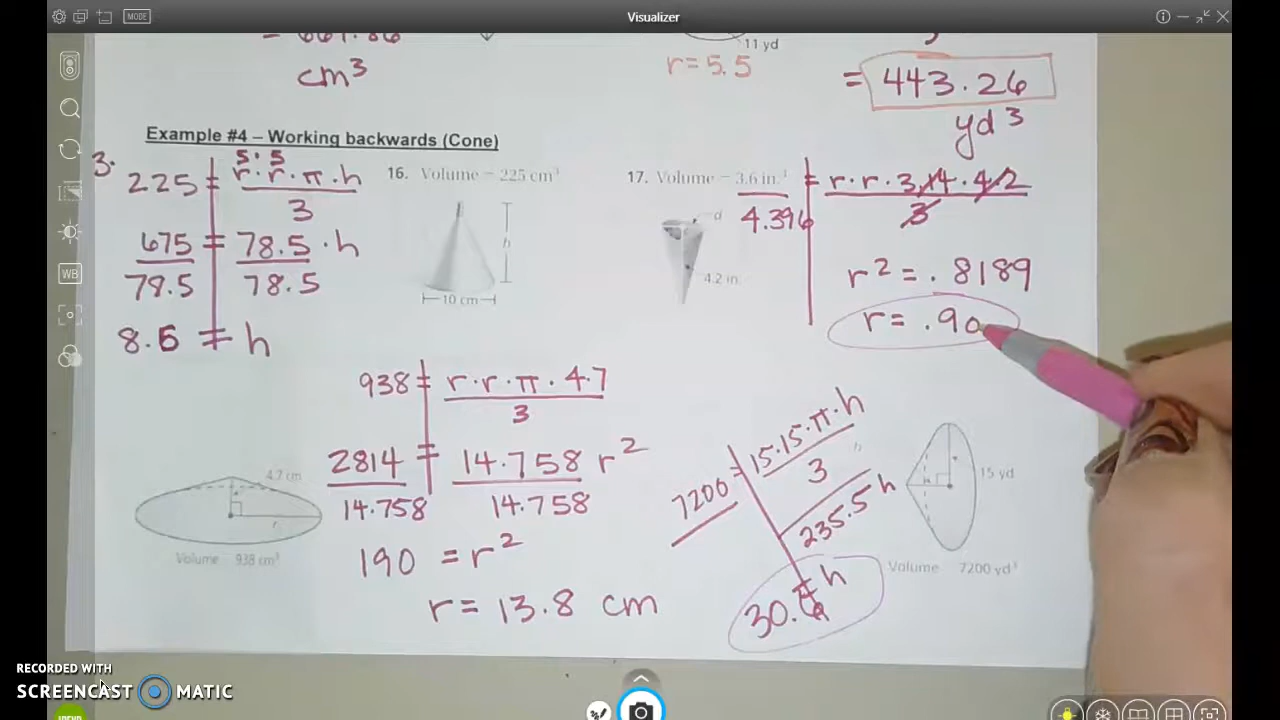 MODE
Visualizer
= 661.86
cm³
11 yd
r = 5.5
= 443.26
yd³
Example #4 – Working backwards (Cone)
3.
5 · 5
225 = r · r · π · h
3
675 = 78.5 · h
78.5 78.5
8.6 = h
16. Volume = 225 cm³
h
10 cm
17. Volume = 3.6 in.³ = r · r · 3.14 · 4.2
4.396 3
d
4.2 in.
r² = .8189
r = .90
938 = r · r · π · 4.7
3
2814 = 14.758 r²
14.758 14.758
190 = r²
r = 13.8 cm
4.7 cm
r
Volume = 938 cm³
7200 = 15 · 15 · π · h
3
235.5 h
h
15 yd
Volume = 7200 yd³
RECORDED WITH
SCREENCAST MATIC
WB